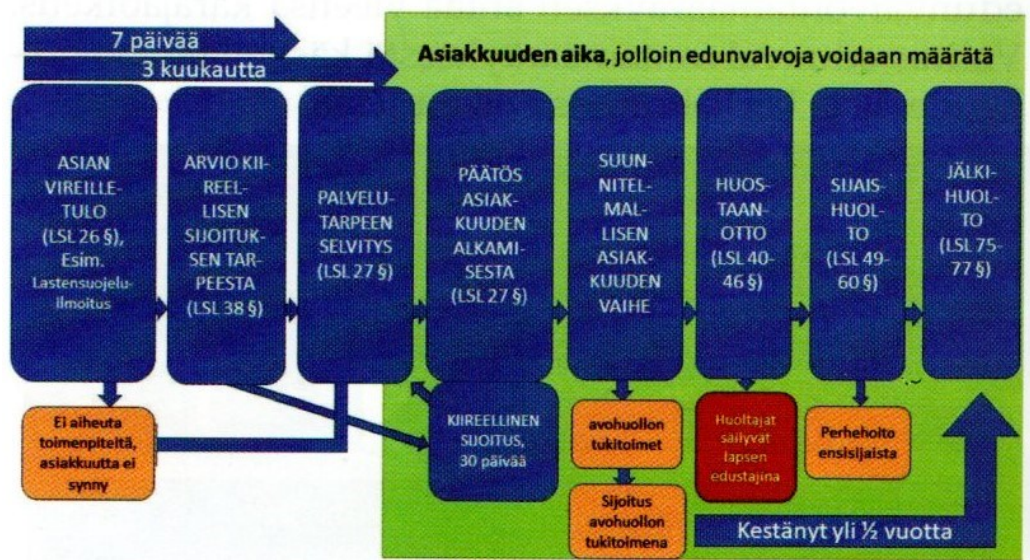 7 päivää
3 kuukautta
Asiakkuuden aika, jolloin edunvalvoja voidaan määrätä
ASIAN
VIREILLE-
TULO
(LSL 26 §),
Esim.
Lastensuojelu-
ilmoitus
ARVIO KII-
REEL-
LISEN
SIJOITUK-
SEN TAR-
PEESTA
(LSL 38 §)
PALVELU-
TARPEEN
SELVITYS
(LSL 27 §)
PÄÄTÖS
ASIAK-
KUUDEN
ALKAMI-
SESTA
(LSL 27 §)
SUUN-
NITEL-
MAL-
LISEN
ASIAK-
KUUDEN
VAIHE
HUOS-
TAAN-
OTTO
(LSL 40-
46 §)
SIJAIS-
HUOL-
TO
(LSL 49-
60 §)
JÄLKI-
HUOL-
TO
(LSL 75-
77 §)
Ei aiheuta
toimenpiteitä,
asiakkuutta ei
synny
KIIREELLINEN
SIJOITUS,
30 päivää
avohuollon
tukitoimet
Sijoitus
avohuollon
tukitoimena
Huoltajat
säilyvät
lapsen
edustajina
Perhehoito
ensisijaista
Kestänyt yli ½ vuotta